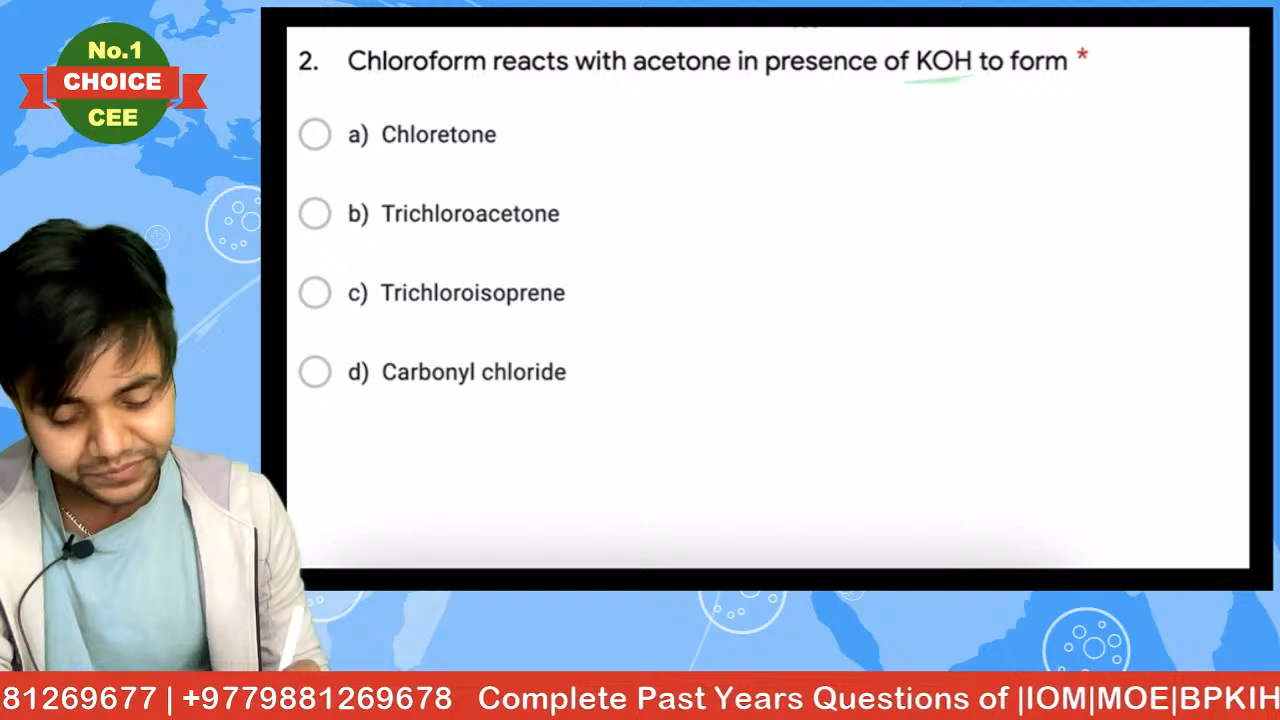 No.1
CHOICE
CEE
2. Chloroform reacts with acetone in presence of KOH to form *
a) Chloretone
b) Trichloroacetone
c) Trichloroisoprene
d) Carbonyl chloride
81269677 | +9779881269678 Complete Past Years Questions of |IOM|MOE|BPKIH